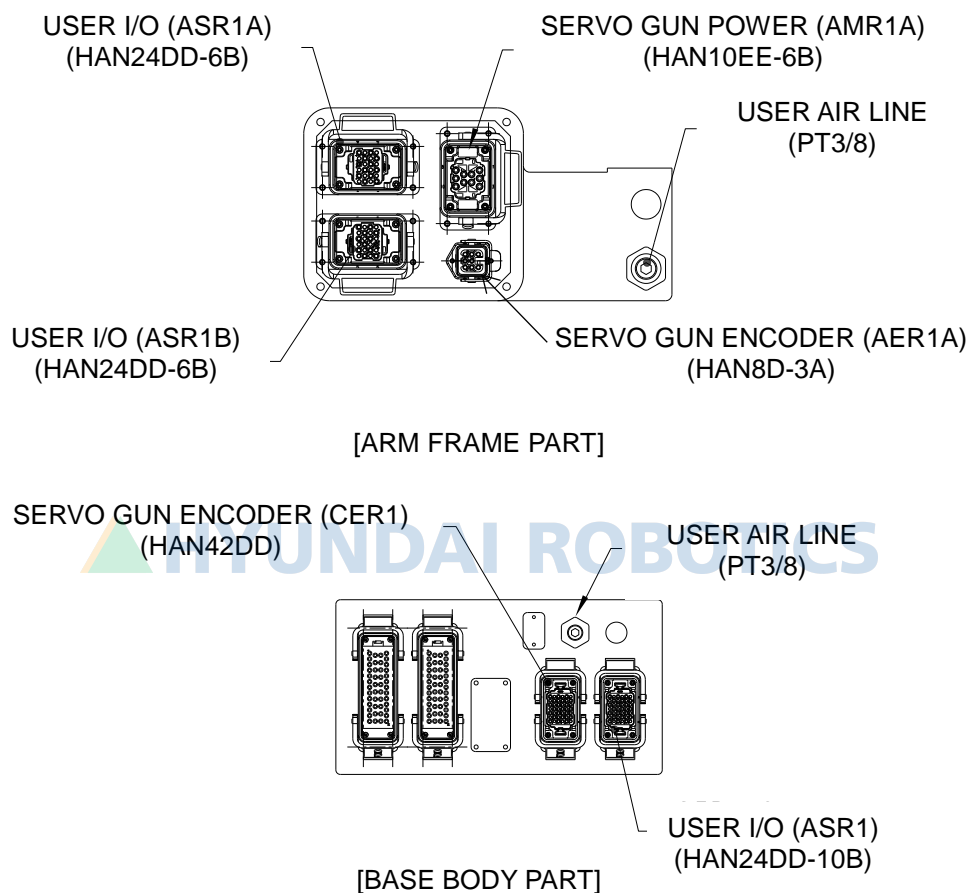 USER I/O (ASR1A)
(HAN24DD-6B)
SERVO GUN POWER (AMR1A)
(HAN10EE-6B)
USER AIR LINE
(PT3/8)
USER I/O (ASR1B)
(HAN24DD-6B)
SERVO GUN ENCODER (AER1A)
(HAN8D-3A)
[ARM FRAME PART]
SERVO GUN ENCODER (CER1)
(HAN42DD)
USER AIR LINE
(PT3/8)
HYUNDAI ROBOTICS
USER I/O (ASR1)
(HAN24DD-10B)
[BASE BODY PART]